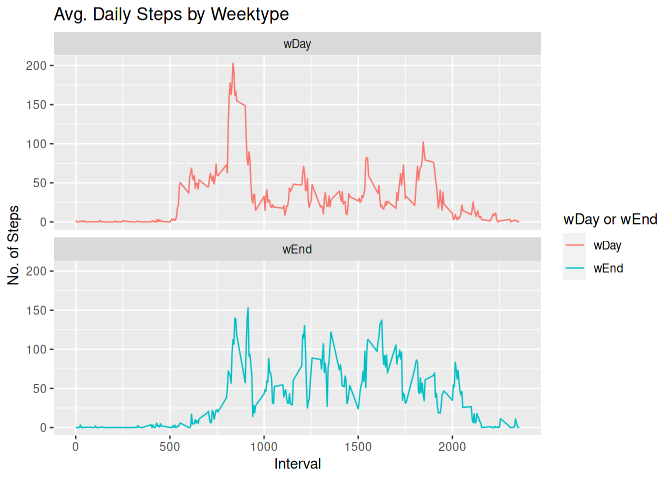 Avg. Daily Steps by Weektype
wDay
200
150
100
50
0
wEnd
200
150
100
50
0
No. of Steps
0 500 1000 1500 2000
Interval
wDay or wEnd
wDay
wEnd